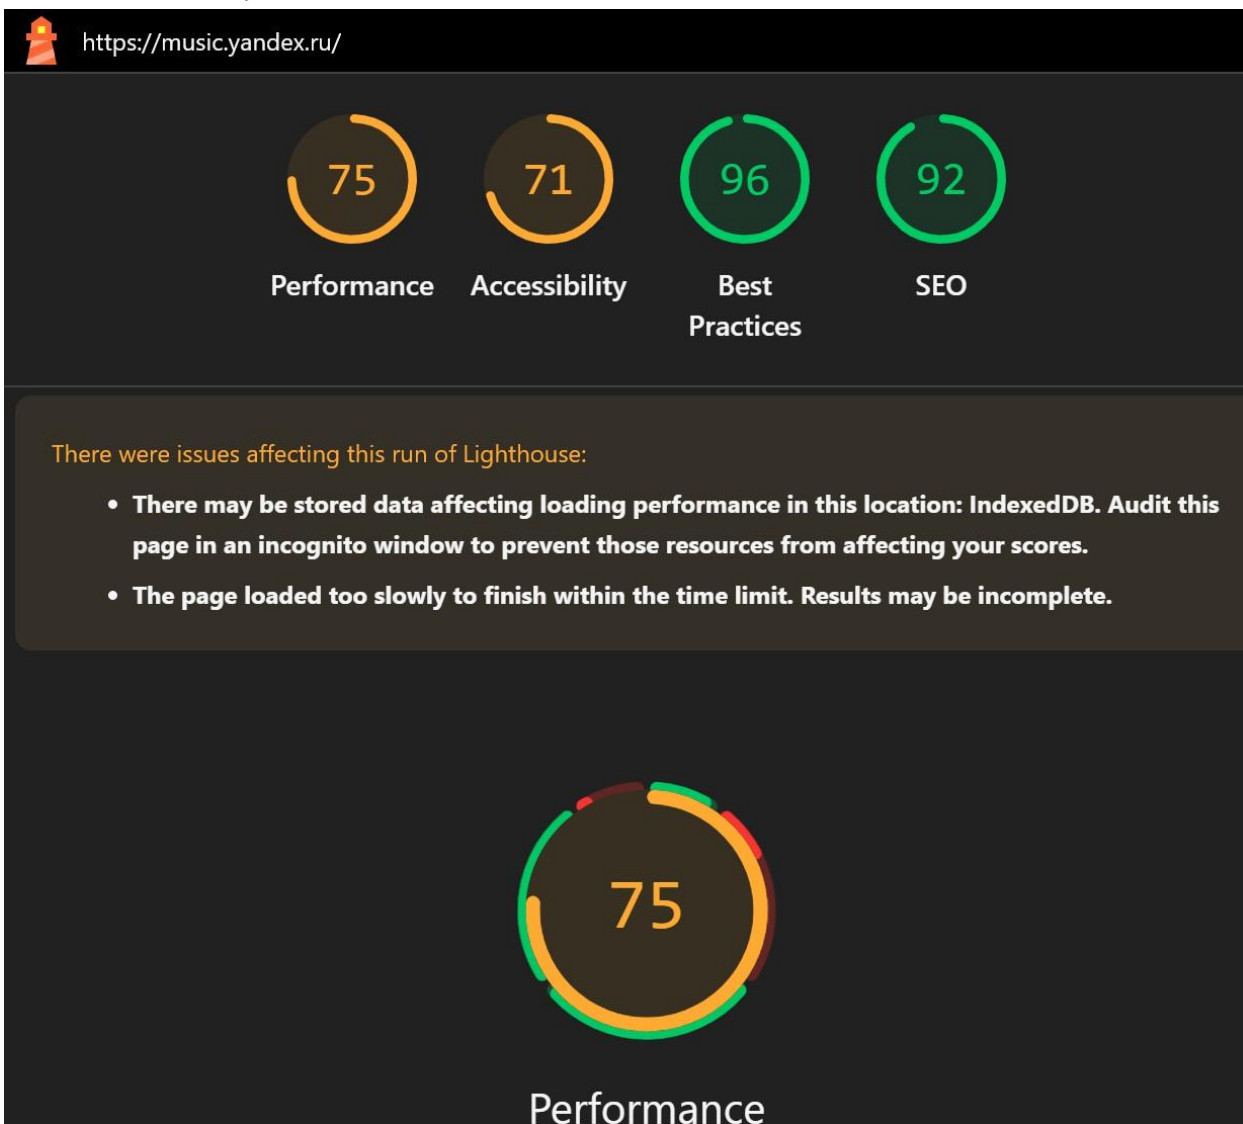 https://music.yandex.ru/
75 71 96 92
Performance Accessibility Best SEO
Practices
There were issues affecting this run of Lighthouse:
• There may be stored data affecting loading performance in this location: IndexedDB. Audit this
page in an incognito window to prevent those resources from affecting your scores.
• The page loaded too slowly to finish within the time limit. Results may be incomplete.
75
Performance